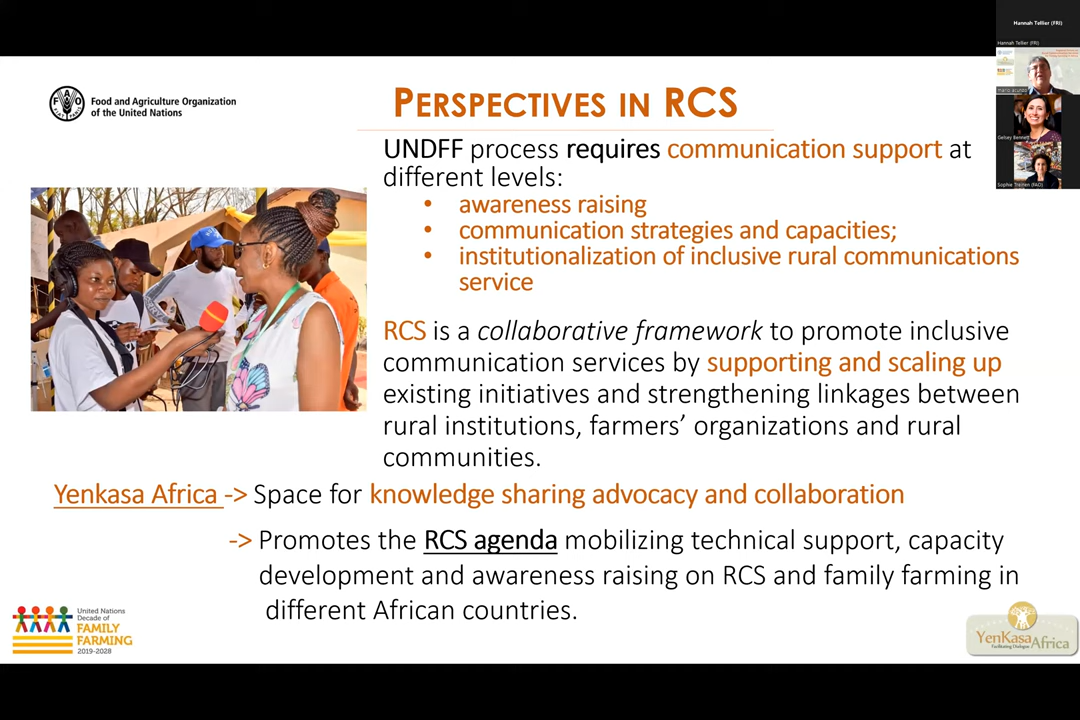 Hannah Tellier (FRI)
Hannah Tellier (FRI)
mario acunzo
Gelsey Bennett
Sophie Treinen (FAO)
Food and Agriculture Organization
of the United Nations
PERSPECTIVES IN RCS
UNDFF process requires communication support at
different levels:
• awareness raising
• communication strategies and capacities;
• institutionalization of inclusive rural communications
service
RCS is a collaborative framework to promote inclusive
communication services by supporting and scaling up
existing initiatives and strengthening linkages between
rural institutions, farmers' organizations and rural
communities.
Yenkasa Africa -> Space for knowledge sharing advocacy and collaboration
-> Promotes the RCS agenda mobilizing technical support, capacity
development and awareness raising on RCS and family farming in
different African countries.
United Nations
Decade of
FAMILY
FARMING
2019-2028
YenKasa Africa
Facilitating Dialogue